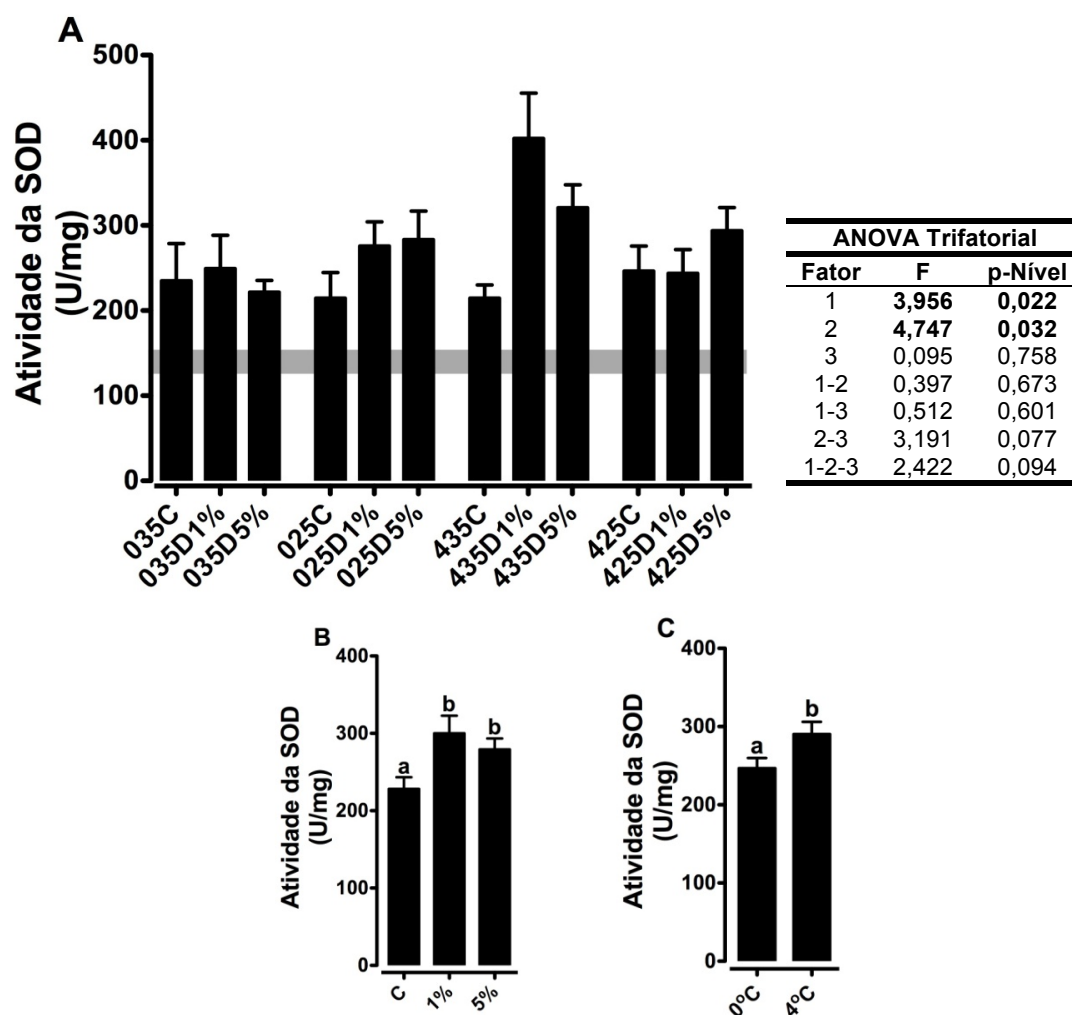 A
Atividade da SOD
(U/mg)
500
400
300
200
100
0
035C
035D1%
035D5%
025C
025D1%
025D5%
435C
435D1%
435D5%
425C
425D1%
425D5%
ANOVA Trifatorial
Fator F p-Nível
1 3,956 0,022
2 4,747 0,032
3 0,095 0,758
1-2 0,397 0,673
1-3 0,512 0,601
2-3 3,191 0,077
1-2-3 2,422 0,094
B
Atividade da SOD
(U/mg)
400
300
200
100
0
a
b
b
C
1%
5%
C
Atividade da SOD
(U/mg)
400
300
200
100
0
a
b
0ºC
4ºC